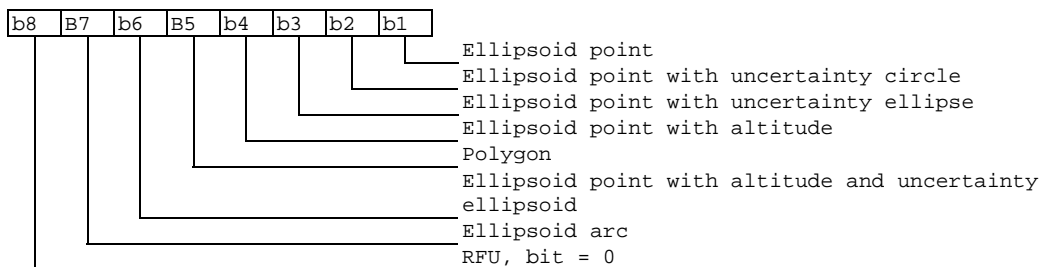 b8 B7 b6 B5 b4 b3 b2 b1
Ellipsoid point
Ellipsoid point with uncertainty circle
Ellipsoid point with uncertainty ellipse
Ellipsoid point with altitude
Polygon
Ellipsoid point with altitude and uncertainty
ellipsoid
Ellipsoid arc
RFU, bit = 0